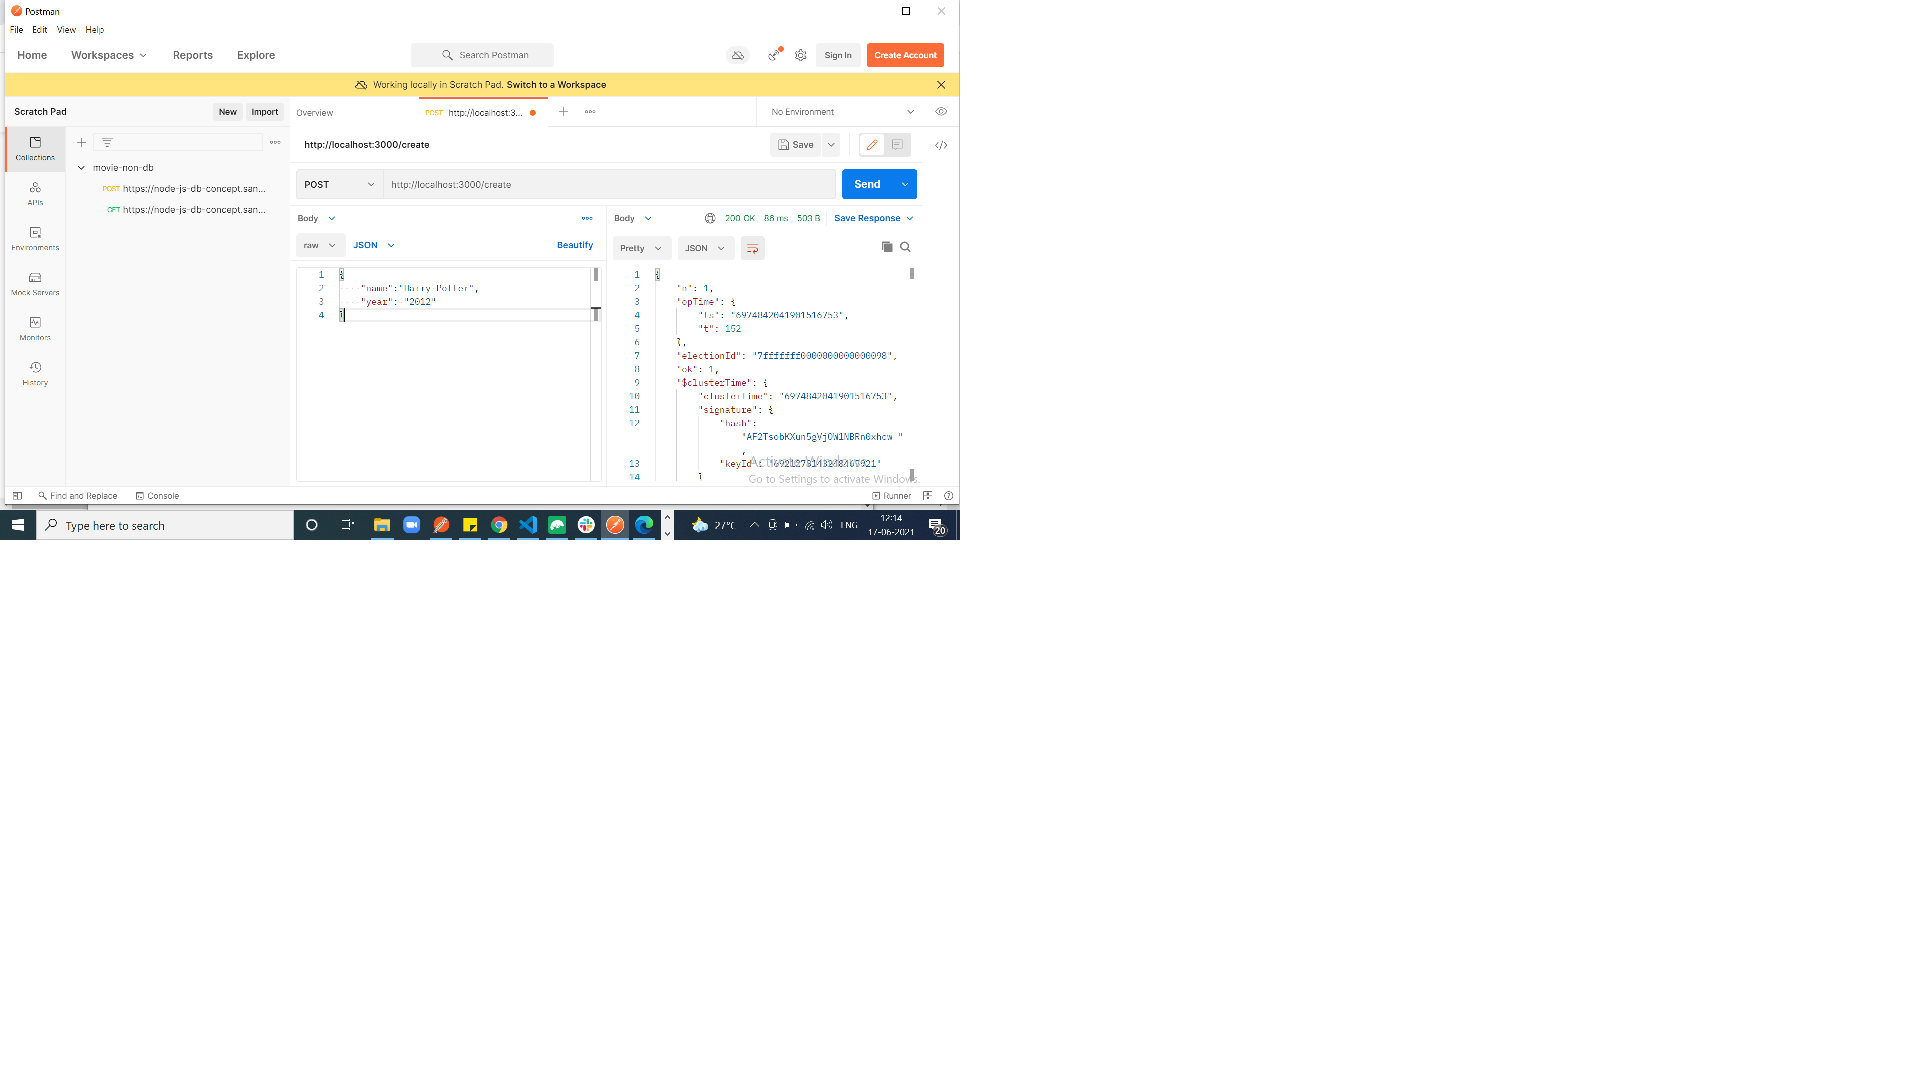 Postman
File Edit View Help
Home Workspaces Reports Explore Search Postman Sign In Create Account
Working locally in Scratch Pad. Switch to a Workspace
Scratch Pad New Import Overview POST http://localhost:3... No Environment
http://localhost:3000/create Save
Collections
movie-non-db
POST https://node-js-db-concept.san...
GET https://node-js-db-concept.san...
APIs
Environments
Mock Servers
Monitors
History
POST http://localhost:3000/create Send
Body
raw JSON Beautify
1 {
2 "name":"Harry Potter",
3 "year": "2012"
4 }
Body 200 OK 86 ms 503 B Save Response
Pretty JSON
1 {
2 "n": 1,
3 "opTime": {
4 "ts": "6974842041901516753",
5 "t": 152
6 },
7 "electionId": "7fffffff0000000000000098",
8 "ok": 1,
9 "$clusterTime": {
10 "clusterTime": "6974842041901516753",
11 "signature": {
12 "hash":
"AF2TsobKXun5gVjOW1NBRn0xhcw="
,
13 "keyId":
14 }
Activate Windows
Go to Settings to activate Windows.
Find and Replace Console Runner
Type here to search 27°C ENG 12:14
17-06-2021 20